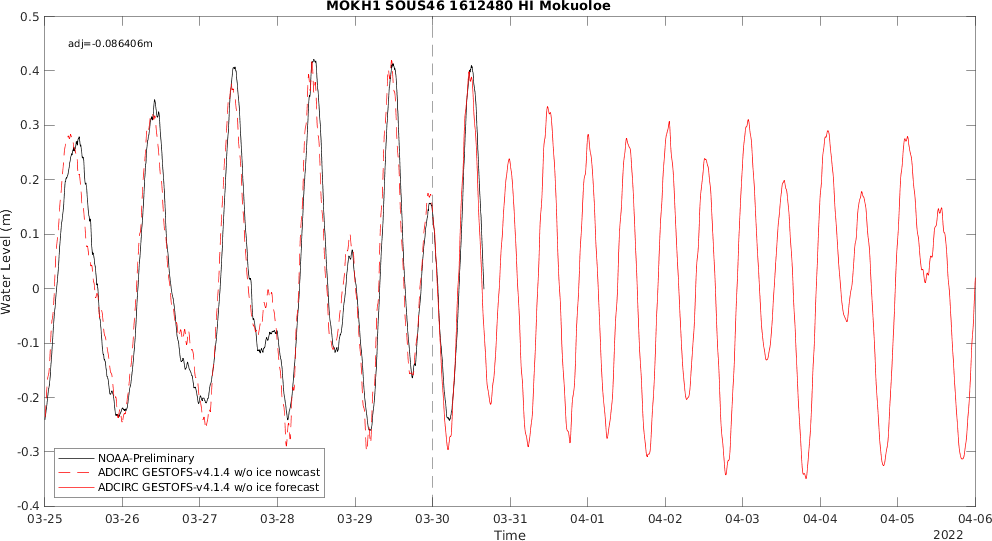 MOKH1 SOUS46 1612480 HI Mokuoloe
adj=-0.086406m
Water Level (m)
0.5
0.4
0.3
0.2
0.1
0
-0.1
-0.2
-0.3
-0.4
NOAA-Preliminary
ADCIRC GESTOFS-v4.1.4 w/o ice nowcast
ADCIRC GESTOFS-v4.1.4 w/o ice forecast
03-25 03-26 03-27 03-28 03-29 03-30 03-31 04-01 04-02 04-03 04-04 04-05 04-06
Time
2022